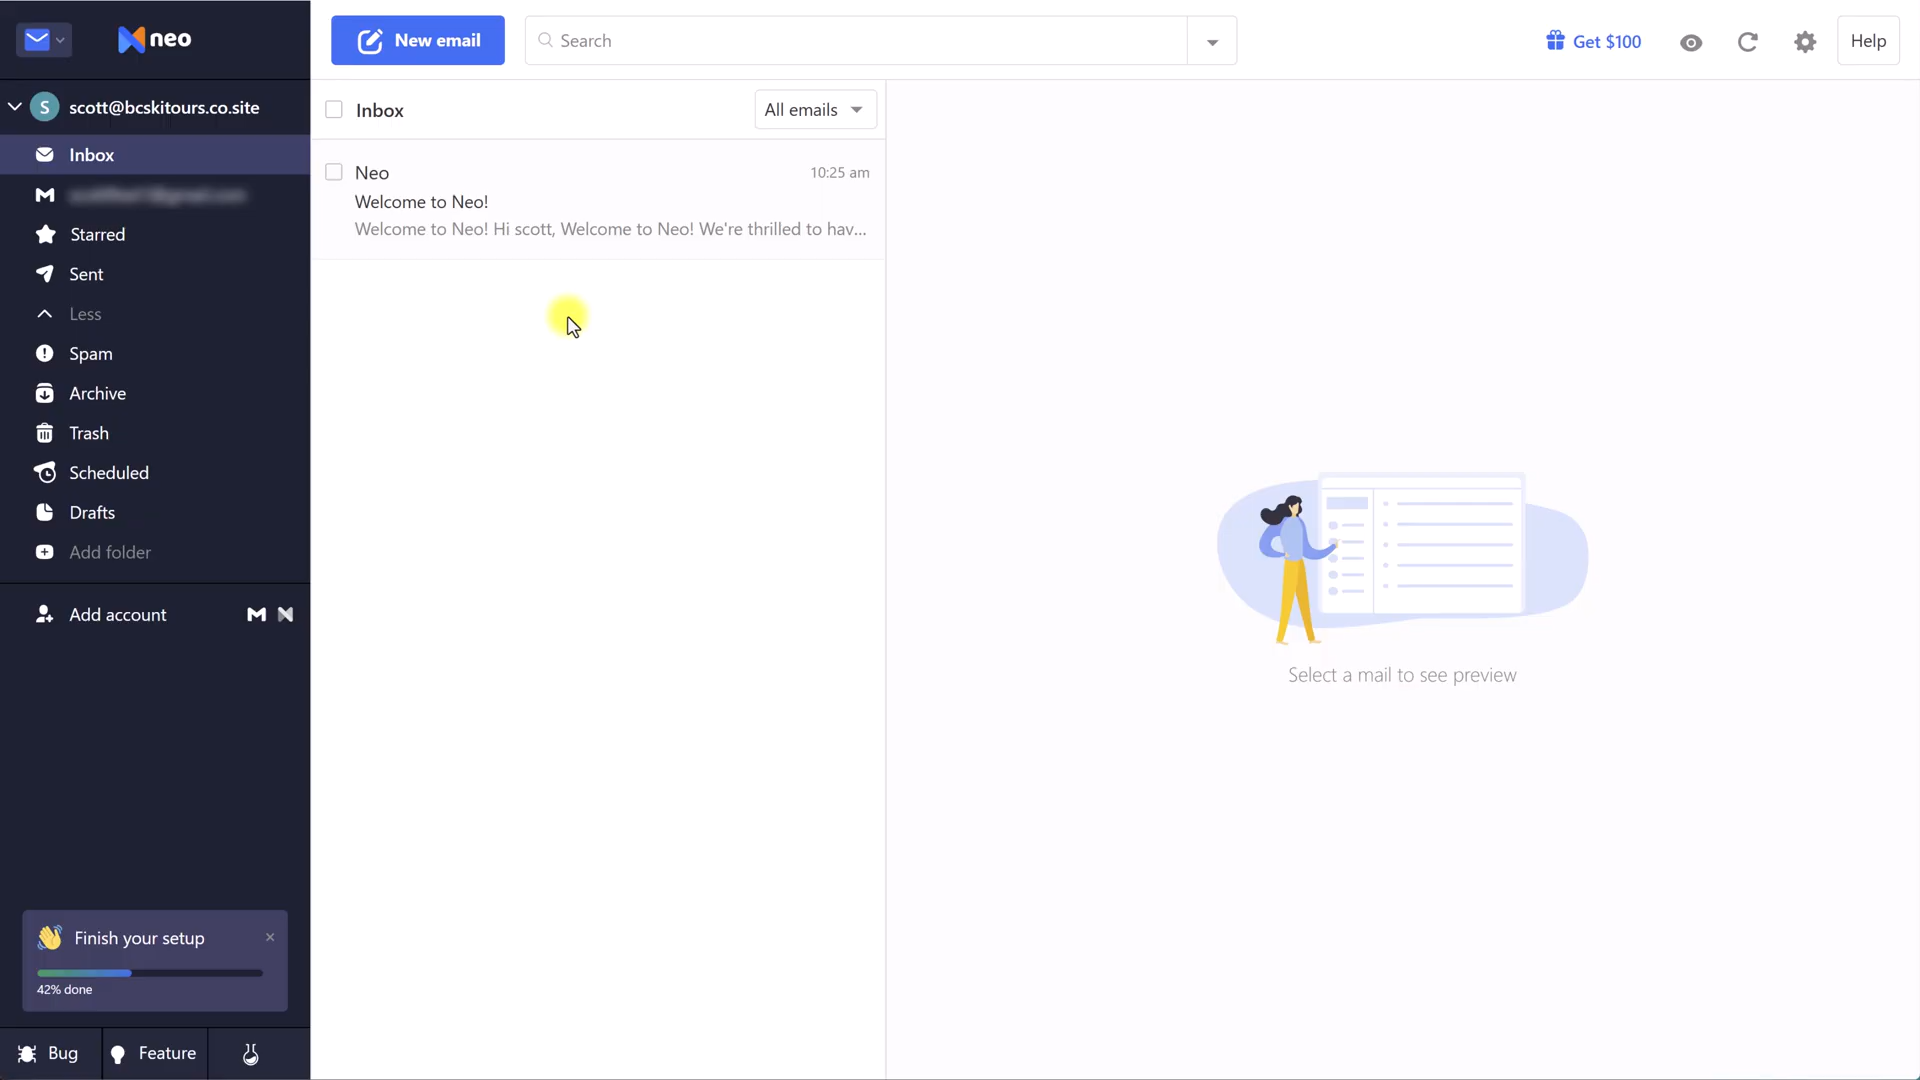 neo
New email
Search
Get $100
Help
S scott@bcskitours.co.site
Inbox
Starred
Sent
Less
Spam
Archive
Trash
Scheduled
Drafts
Add folder
Add account
Finish your setup
42% done
Bug
Feature
Inbox
All emails
Neo 10:25 am
Welcome to Neo!
Welcome to Neo! Hi scott, Welcome to Neo! We're thrilled to hav...
Select a mail to see preview